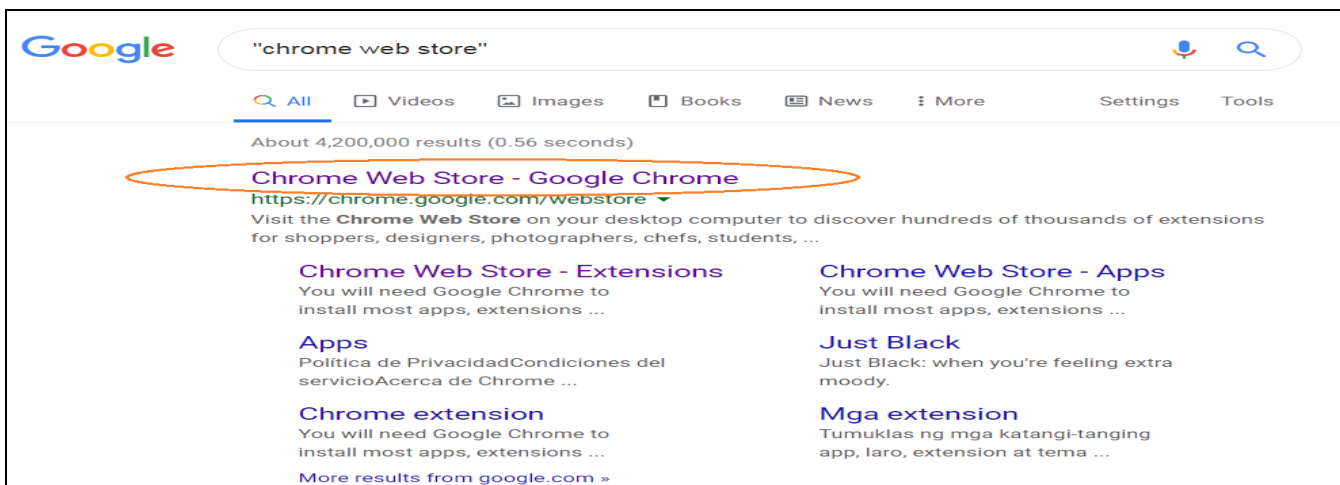 Google "chrome web store"
All Videos Images Books News More Settings Tools
About 4,200,000 results (0.56 seconds)
Chrome Web Store - Google Chrome
https://chrome.google.com/webstore
Visit the Chrome Web Store on your desktop computer to discover hundreds of thousands of extensions
for shoppers, designers, photographers, chefs, students, ...
Chrome Web Store - Extensions
You will need Google Chrome to
install most apps, extensions ...
Chrome Web Store - Apps
You will need Google Chrome to
install most apps, extensions ...
Apps
Política de PrivacidadCondiciones del
servicioAcerca de Chrome ...
Just Black
Just Black: when you're feeling extra
moody.
Chrome extension
You will need Google Chrome to
install most apps, extensions ...
Mga extension
Tumuklas ng mga katangi-tanging
app, laro, extension at tema ...
More results from google.com »